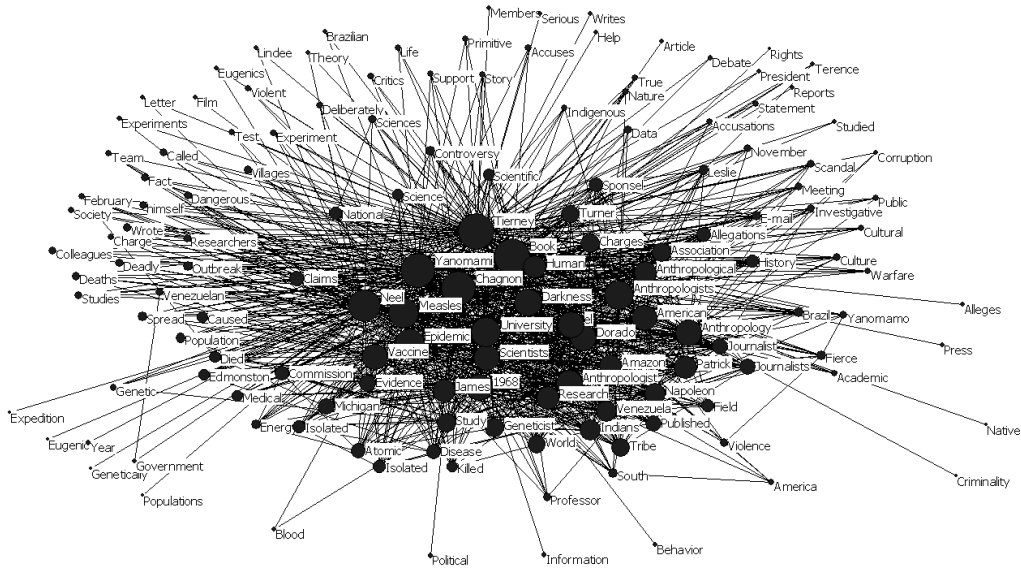 Members
Serious
Writes
Help
Brazilian
Primitive
Accuses
Article
Lindee
Theory
Life
Debate
Rights
Eugenics
Critics
Support
Story
True
President
Terence
Violent
Nature
Reports
Letter
Film
Deliberately
Indigenous
Statement
Experiments
Sciences
Test
Experiment
Data
Accusations
Studied
Team
Called
Controversy
November
Corruption
Villages
Scientific
Sponsel
Leslie
Scandal
Fact
Dangerous
Science
Meeting
February
himself
National
Tierney
Turner
E-mail
Public
Society
Investigative
Wrote
Charge
Researchers
Book
Charges
Allegations
Cultural
Colleagues
Yanomami
Human
Association
Deadly
Outbreak
Claims
Chagnon
Anthropological
History
Culture
Deaths
Warfare
Studies
Venezuelan
Neel
Measles
Darkness
Anthropologists
Alleges
Spread
Caused
University
el
Dorado
American
Anthropology
Brazil
Yanomamo
Population
Epidemic
Died
Vaccine
Scientists
Amazon
Patrick
Journalist
Fierce
Press
Edmonston
Commission
Evidence
James
1968
Anthropologist
Journalists
Academic
Genetic
Medical
Research
Napoleon
Expedition
Michigan
Venezuela
Field
Energy
Isolated
Study
Geneticist
Indians
Published
Native
Eugenic
Year
Atomic
Disease
World
Tribe
Violence
Genetically
Government
Isolated
Killed
South
Criminality
Populations
Professor
America
Blood
Political
Information
Behavior